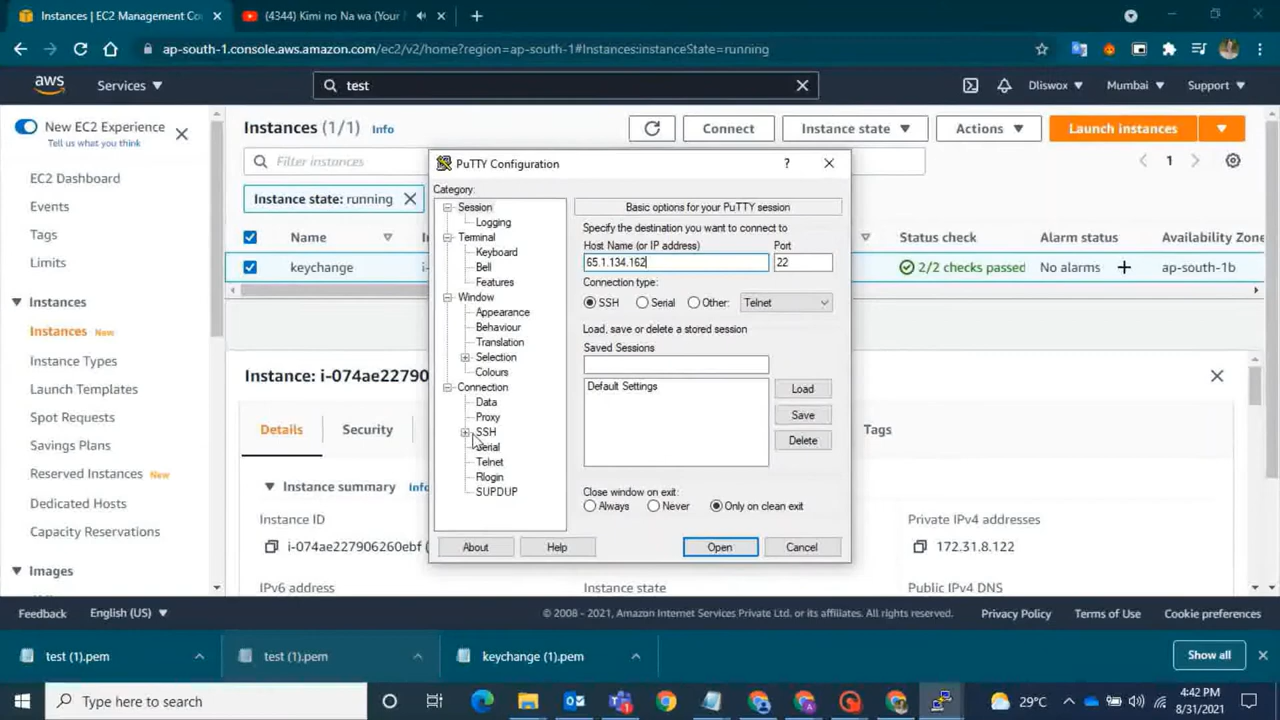 Instances | EC2 Management Co
(4344) Kimi no Na wa (Your
ap-south-1.console.aws.amazon.com/ec2/v2/home?region=ap-south-1#Instances:instanceState=running
aws
Services
test
Dliswox
Mumbai
Support
New EC2 Experience
Tell us what you think
EC2 Dashboard
Events
Tags
Limits
Instances
Instances New
Instance Types
Launch Templates
Spot Requests
Savings Plans
Reserved Instances New
Dedicated Hosts
Capacity Reservations
Images
Instances (1/1) Info
Connect
Instance state
Actions
Launch instances
Filter instances
1
Instance state: running
Name
Status check
Alarm status
Availability Zone
keychange
i-
2/2 checks passed
No alarms
ap-south-1b
Instance: i-074ae22790
Details
Security
Tags
Instance summary
Info
Instance ID
i-074ae227906260ebf (
Private IPv4 addresses
172.31.8.122
IPv6 address
Instance state
Public IPv4 DNS
PuTTY Configuration
?
Category:
Session
Logging
Terminal
Keyboard
Bell
Features
Window
Appearance
Behaviour
Translation
Selection
Colours
Connection
Data
Proxy
SSH
Serial
Telnet
Rlogin
SUPDUP
Basic options for your PuTTY session
Specify the destination you want to connect to
Host Name (or IP address)
Port
65.1.134.162
22
Connection type:
SSH
Serial
Other:
Telnet
Load, save or delete a stored session
Saved Sessions
Default Settings
Load
Save
Delete
Close window on exit:
Always
Never
Only on clean exit
About
Help
Open
Cancel
Feedback
English (US)
© 2008 - 2021, Amazon Internet Services Private Ltd. or its affiliates. All rights reserved.
Privacy Policy
Terms of Use
Cookie preferences
test (1).pem
test (1).pem
keychange (1).pem
Show all
Type here to search
29°C
4:42 PM
8/31/2021